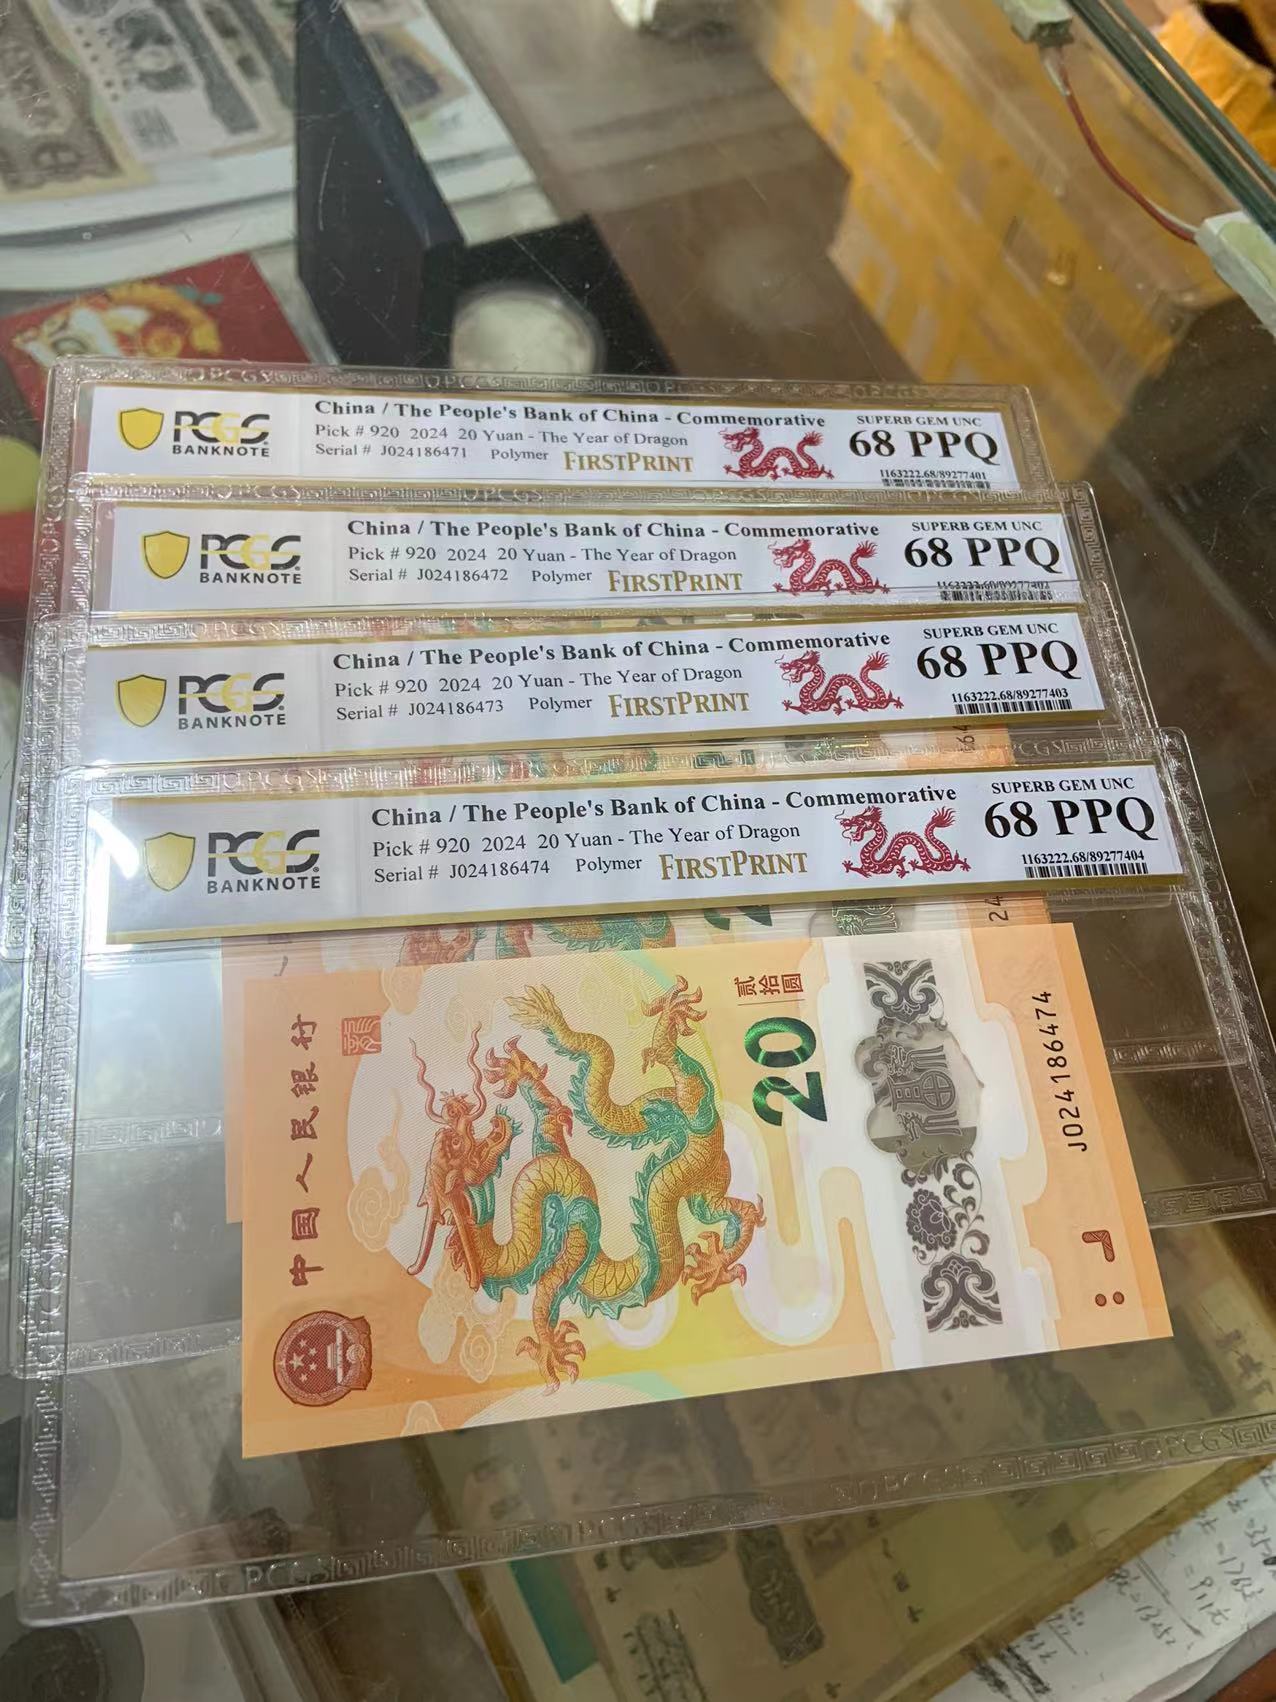 PCGS
BANKNOTE
China / The People's Bank of China - Commemorative
Pick # 920 2024 20 Yuan - The Year of Dragon
Serial # J024186471 Polymer FIRSTPRINT
SUPERB GEM UNC
68 PPQ
1163222.68/89277401
PCGS
BANKNOTE
China / The People's Bank of China - Commemorative
Pick # 920 2024 20 Yuan - The Year of Dragon
Serial # J024186472 Polymer FIRSTPRINT
SUPERB GEM UNC
68 PPQ
PCGS
BANKNOTE
China / The People's Bank of China - Commemorative
Pick # 920 2024 20 Yuan - The Year of Dragon
Serial # J024186473 Polymer FIRSTPRINT
SUPERB GEM UNC
68 PPQ
1163222.68/89277403
PCGS
BANKNOTE
China / The People's Bank of China - Commemorative
Pick # 920 2024 20 Yuan - The Year of Dragon
Serial # J024186474 Polymer FIRSTPRINT
SUPERB GEM UNC
68 PPQ
1163222.68/89277404
中国人民银行
贰拾圆
20
J024186474
PCGS